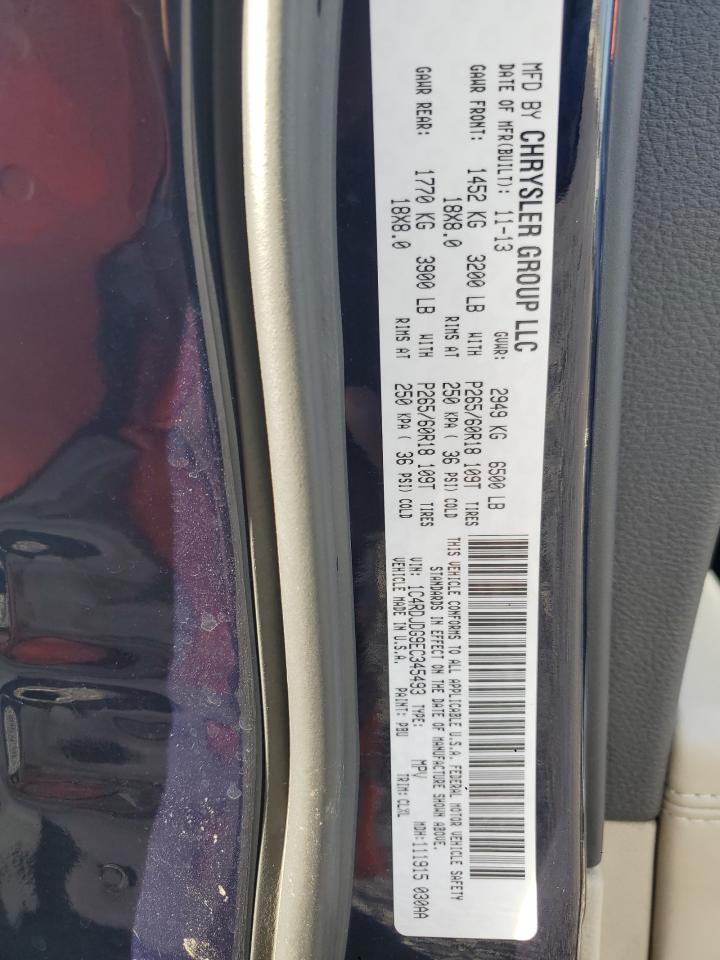 MFD BY CHRYSLER GROUP LLC
DATE OF MFR(BUILT): 11-13 GVWR: 2949 KG 6500 LB
GAWR FRONT: 1452 KG 3200 LB WITH P265/60R18 109T TIRES
18X8.0 RIMS AT 250 KPA ( 36 PSI) COLD
GAWR REAR: 1770 KG 3900 LB WITH P265/60R18 109T TIRES
18X8.0 RIMS AT 250 KPA ( 36 PSI) COLD
THIS VEHICLE CONFORMS TO ALL APPLICABLE U.S.A. FEDERAL MOTOR VEHICLE SAFETY
STANDARDS IN EFFECT ON THE DATE OF MANUFACTURE SHOWN ABOVE.
VIN: 1C4RDJDG9EC345493 TYPE: MPV MDH:111915 030AA
VEHICLE MADE IN U.S.A. PAINT: PBU TRIM:CLXL